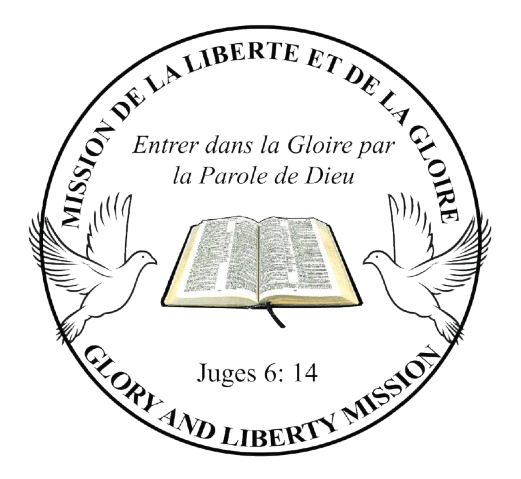 MISSION DE LA LIBERTE ET DE LA GLOIRE
Entrer dans la Gloire par
la Parole de Dieu
Juges 6: 14
GLORY AND LIBERTY MISSION